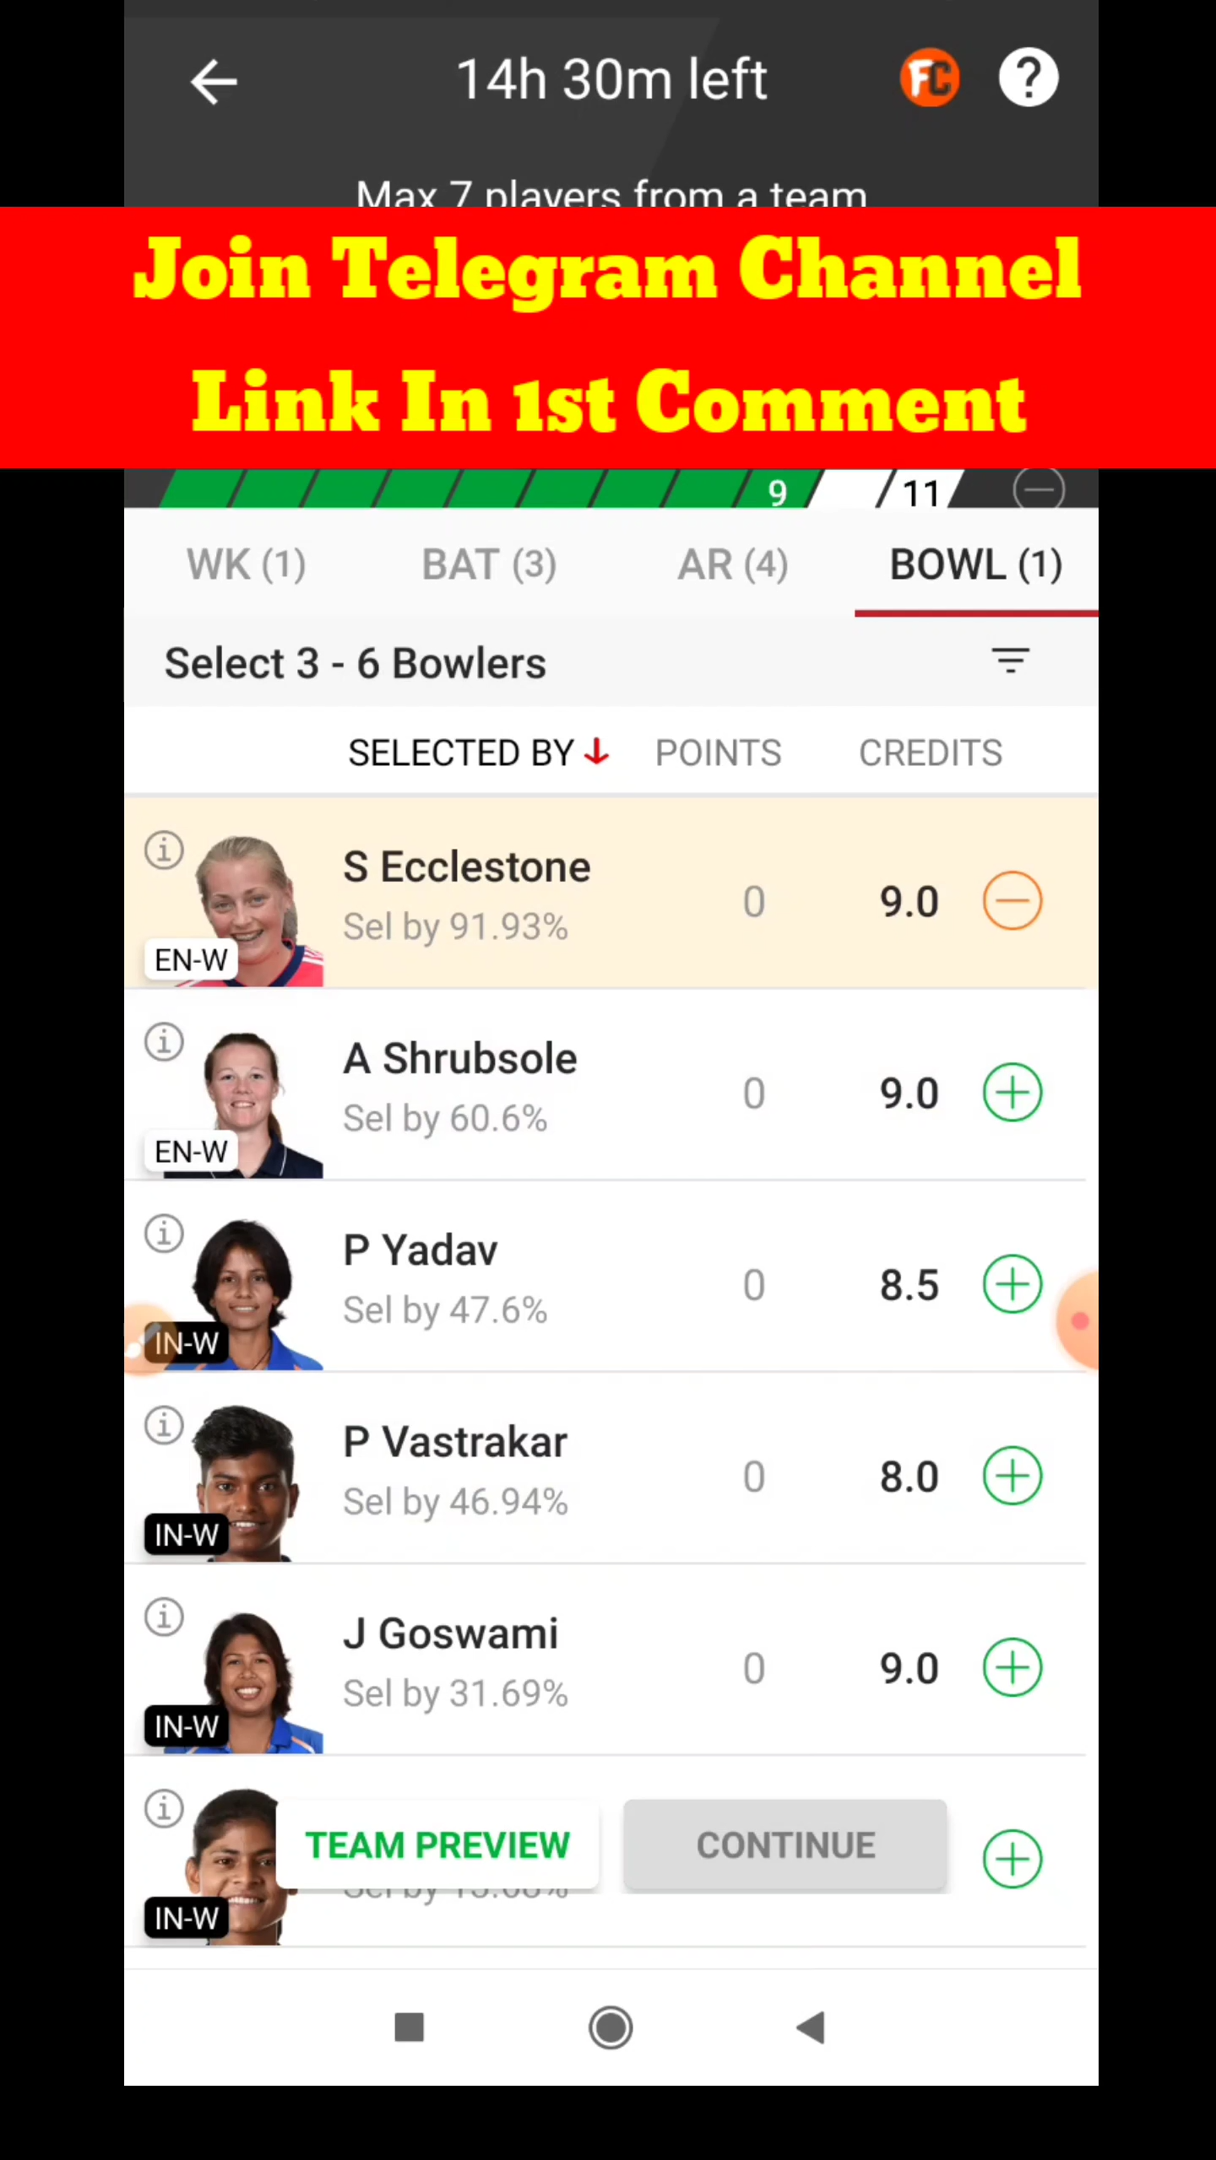 14h 30m left
FC
?
Max 7 players from a team
Join Telegram Channel
Link In 1st Comment
9
11
WK (1)
BAT (3)
AR (4)
BOWL (1)
Select 3 - 6 Bowlers
SELECTED BY
POINTS
CREDITS
S Ecclestone
Sel by 91.93%
0
9.0
EN-W
A Shrubsole
Sel by 60.6%
0
9.0
EN-W
P Yadav
Sel by 47.6%
0
8.5
IN-W
P Vastrakar
Sel by 46.94%
0
8.0
IN-W
J Goswami
Sel by 31.69%
0
9.0
IN-W
TEAM PREVIEW
CONTINUE
Sel by
IN-W